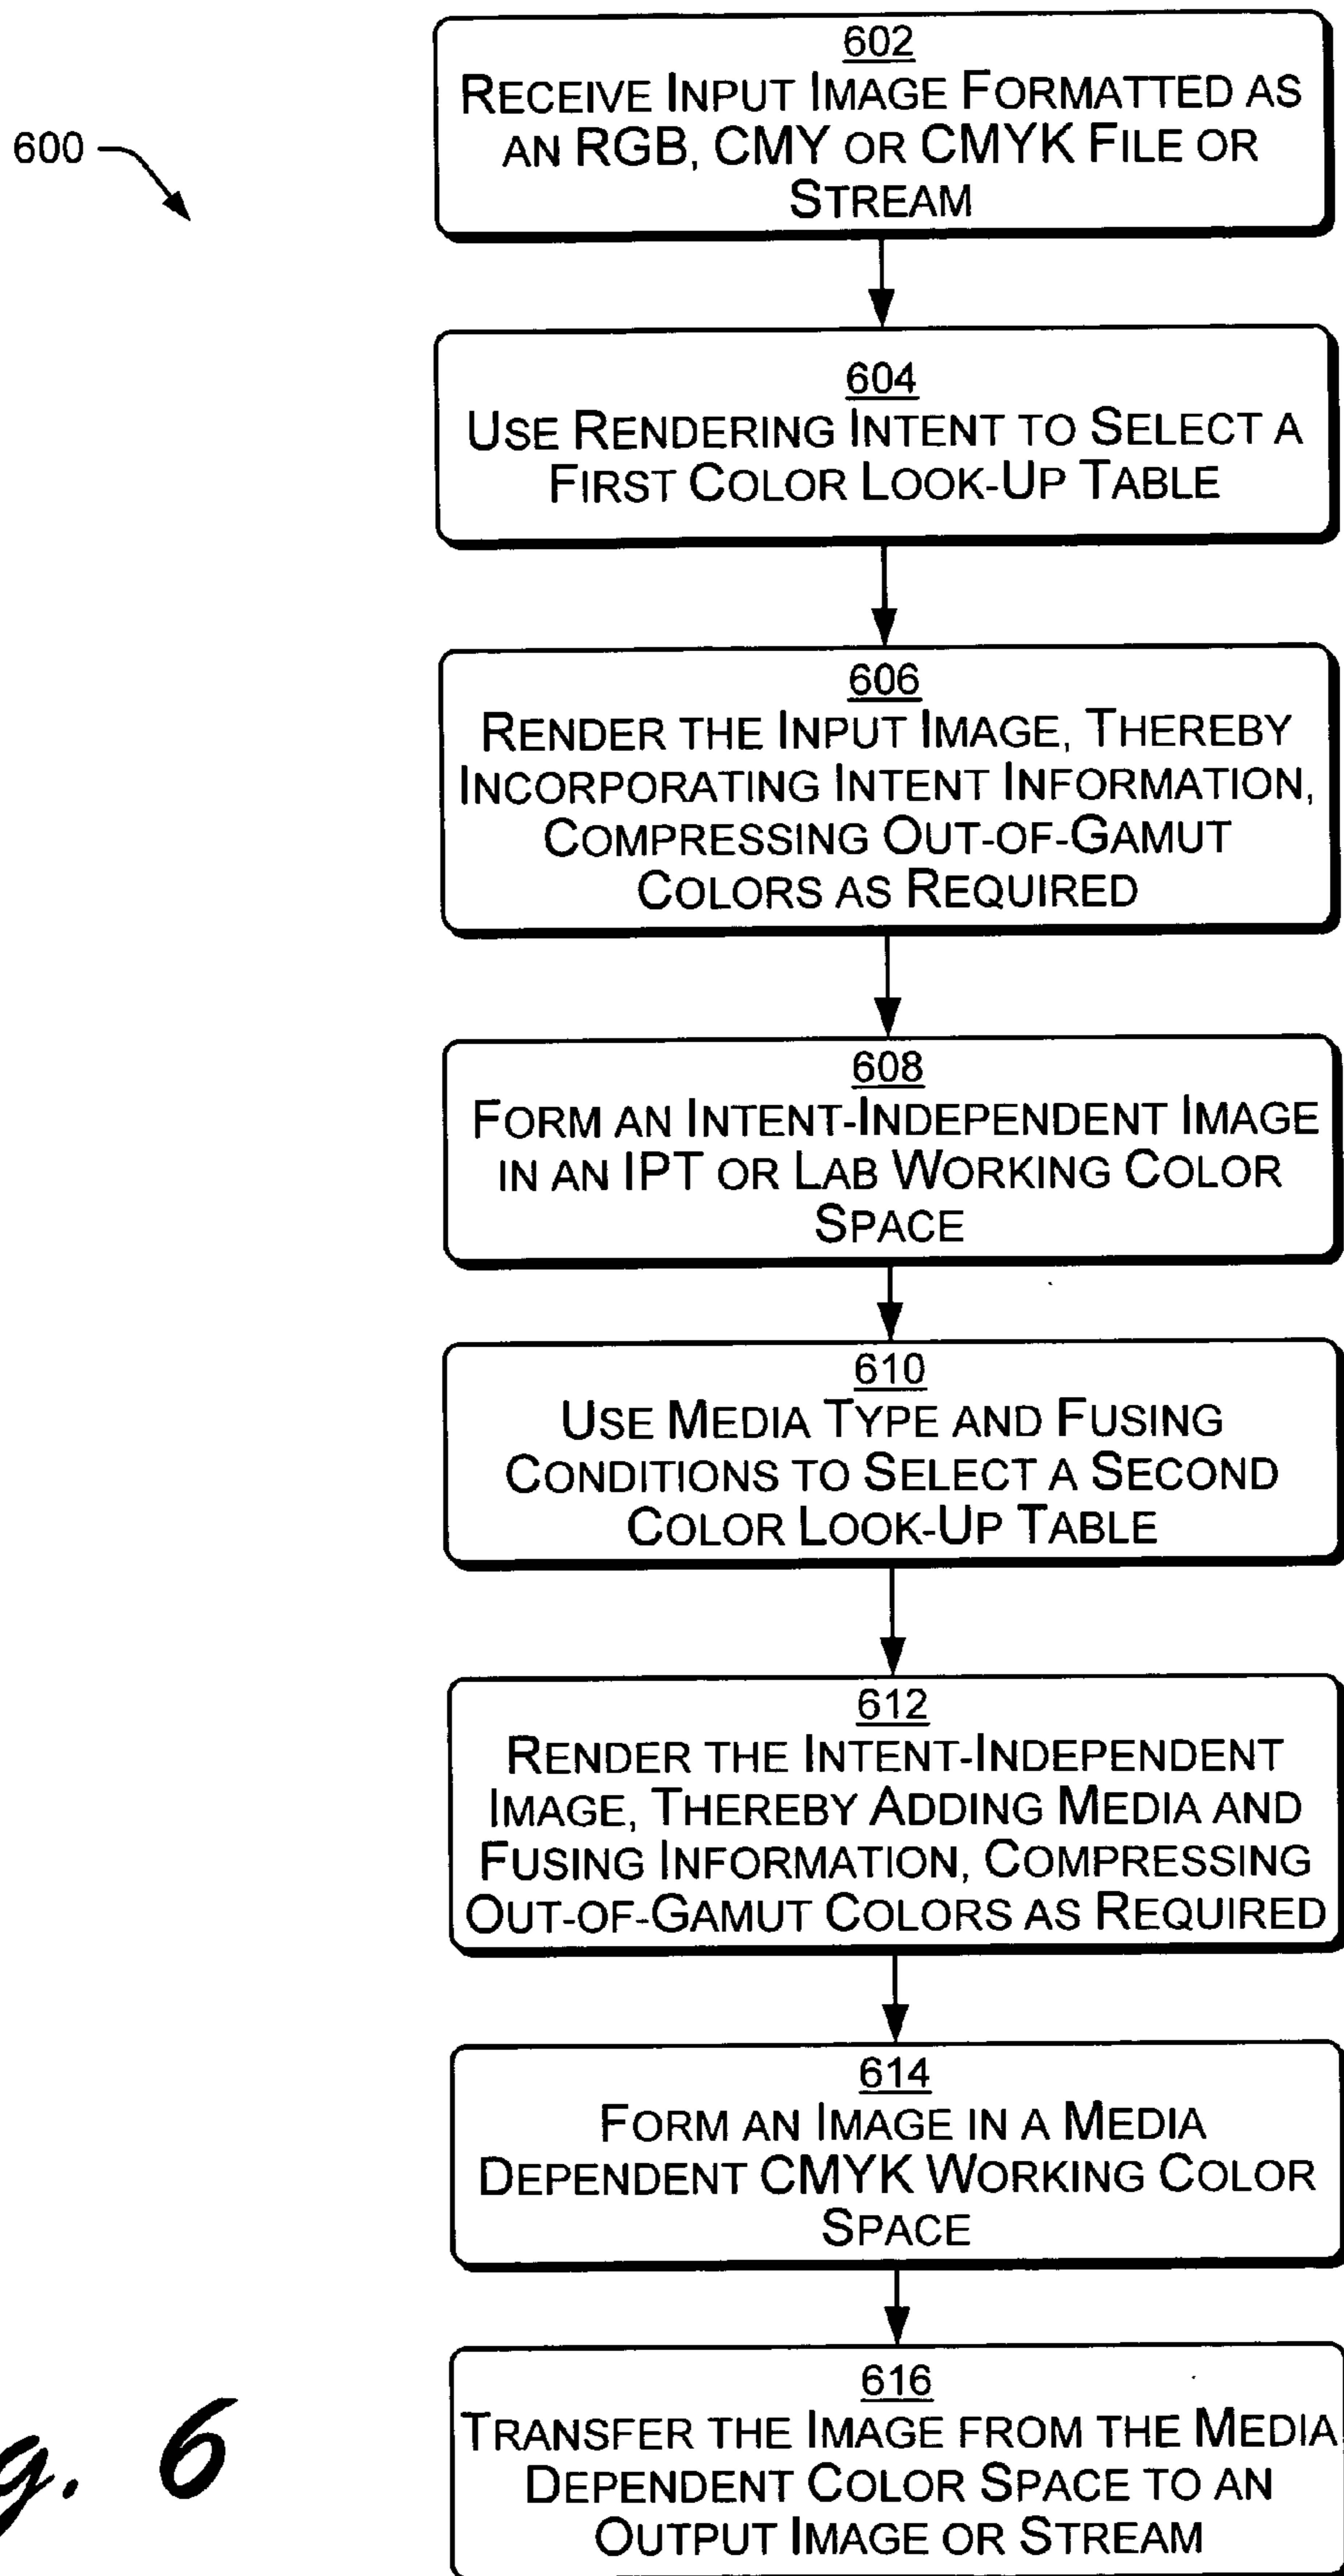 602
RECEIVE INPUT IMAGE FORMATTED AS
AN RGB, CMY OR CMYK FILE OR
STREAM
600
604
USE RENDERING INTENT TO SELECT A
FIRST COLOR LOOK-UP TABLE
606
RENDER THE INPUT IMAGE, THEREBY
INCORPORATING INTENT INFORMATION,
COMPRESSING OUT-OF-GAMUT
COLORS AS REQUIRED
608
FORM AN INTENT-INDEPENDENT IMAGE
IN AN IPT OR LAB WORKING COLOR
SPACE
610
USE MEDIA TYPE AND FUSING
CONDITIONS TO SELECT A SECOND
COLOR LOOK-UP TABLE
612
RENDER THE INTENT-INDEPENDENT
IMAGE, THEREBY ADDING MEDIA AND
FUSING INFORMATION, COMPRESSING
OUT-OF-GAMUT COLORS AS REQUIRED
614
FORM AN IMAGE IN A MEDIA
DEPENDENT CMYK WORKING COLOR
SPACE
616
TRANSFER THE IMAGE FROM THE MEDIA
DEPENDENT COLOR SPACE TO AN
OUTPUT IMAGE OR STREAM
g. 6